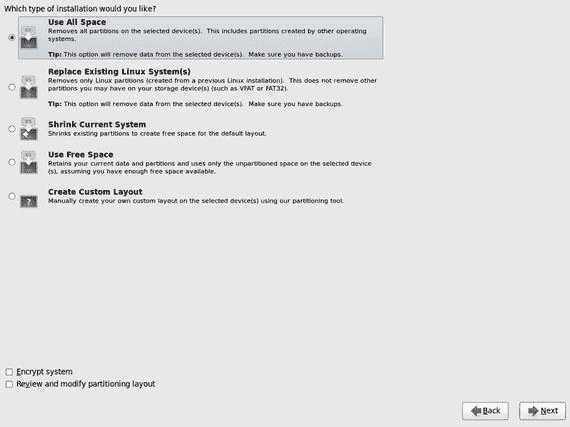 Which type of installation would you like?
Use All Space
Removes all partitions on the selected device(s). This includes partitions created by other operating
systems.
Tip: This option will remove data from the selected device(s). Make sure you have backups.
Replace Existing Linux System(s)
Removes only Linux partitions (created from a previous Linux installation). This does not remove other
partitions you may have on your storage device(s) (such as VFAT or FAT32).
Tip: This option will remove data from the selected device(s). Make sure you have backups.
Shrink Current System
Shrinks existing partitions to create free space for the default layout.
Use Free Space
Retains your current data and partitions and uses only the unpartitioned space on the selected device
(s), assuming you have enough free space available.
Create Custom Layout
Manually create your own custom layout on the selected device(s) using our partitioning tool.
Encrypt system
Review and modify partitioning layout
Back Next